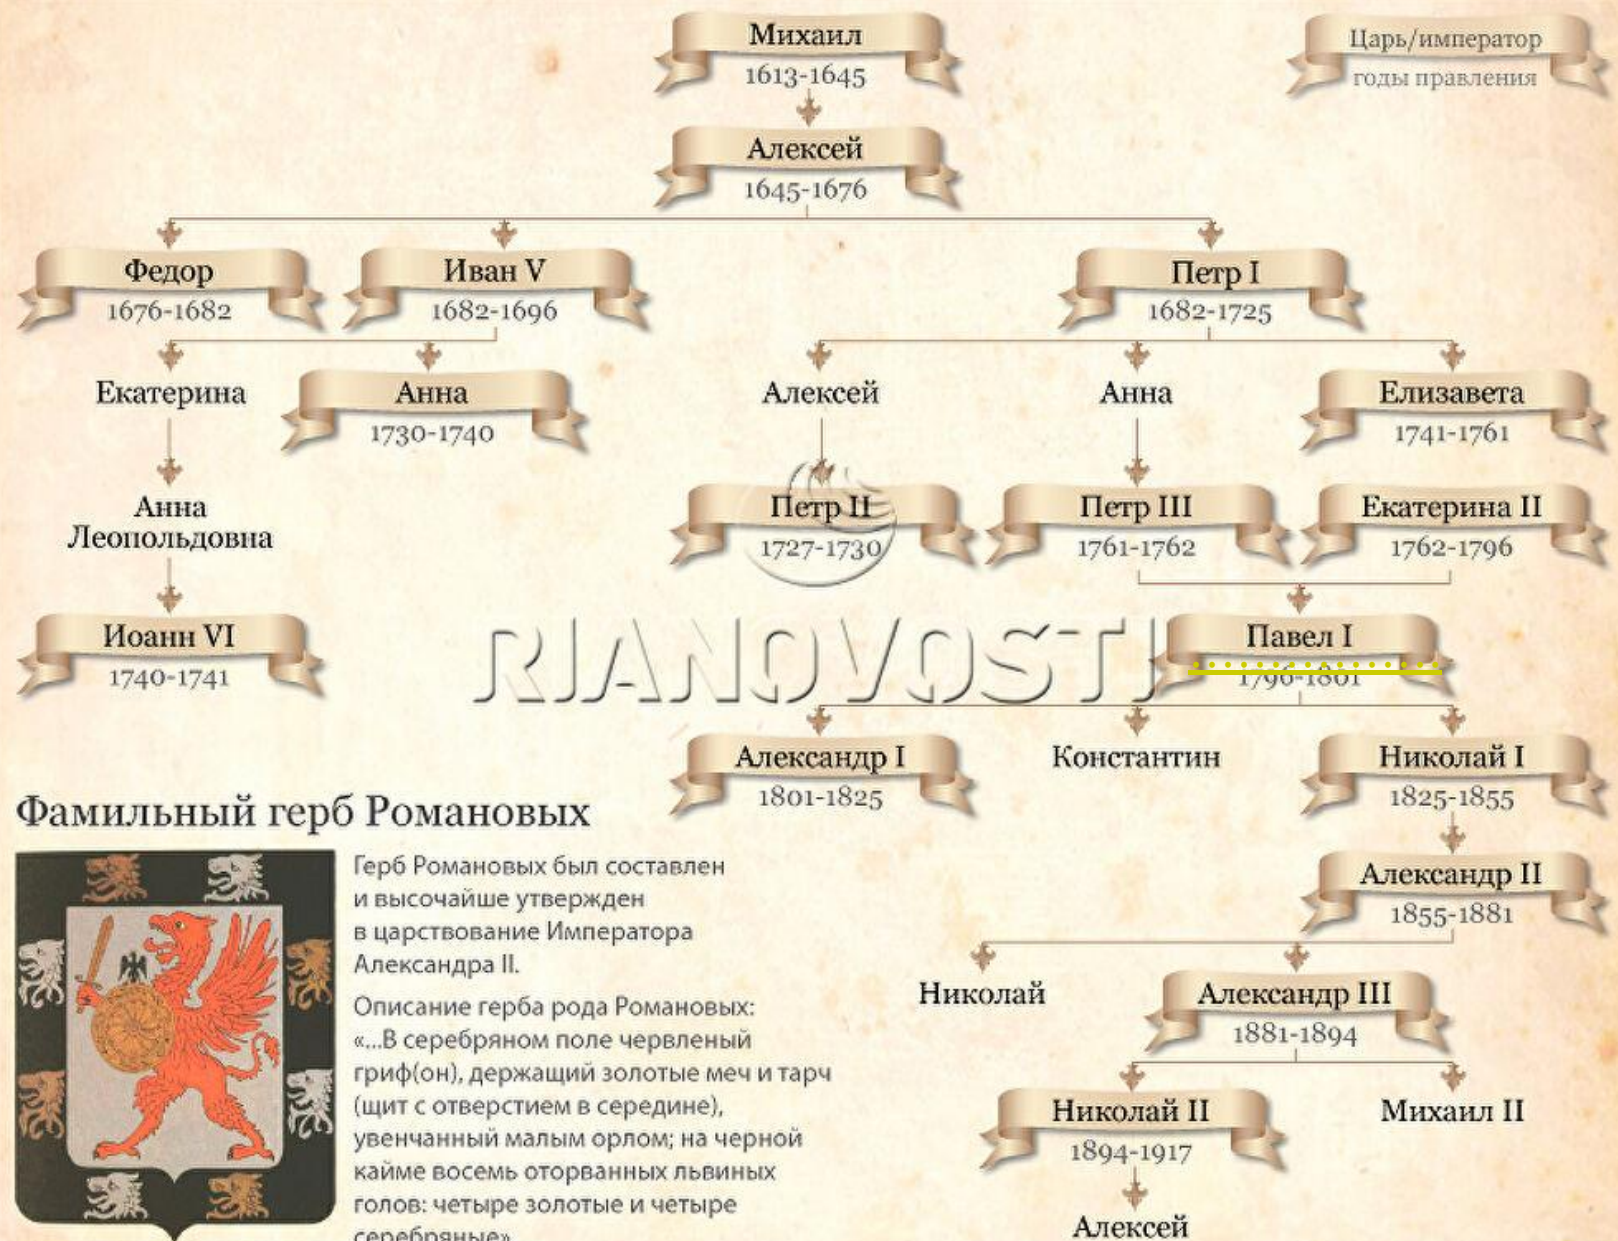 Михаил
1613-1645
Царь/император
годы правления
Алексей
1645-1676
Федор
1676-1682
Иван V
1682-1696
Петр I
1682-1725
Екатерина
Анна
1730-1740
Алексей
Анна
Елизавета
1741-1761
Анна
Леопольдовна
Петр II
1727-1730
Петр III
1761-1762
Екатерина II
1762-1796
Иоанн VI
1740-1741
RIANOVOSTI
Павел I
1796-1801
Александр I
1801-1825
Константин
Николай I
1825-1855
Фамильный герб Романовых
Герб Романовых был составлен
и высочайше утвержден
в царствование Императора
Александра II.
Описание герба рода Романовых:
«...В серебряном поле червленый
гриф(он), держащий золотые меч и тарч
(щит с отверстием в середине),
увенчанный малым орлом; на черной
кайме восемь оторванных львиных
голов: четыре золотые и четыре
серебряные»
Александр II
1855-1881
Николай
Александр III
1881-1894
Николай II
1894-1917
Михаил II
Алексей